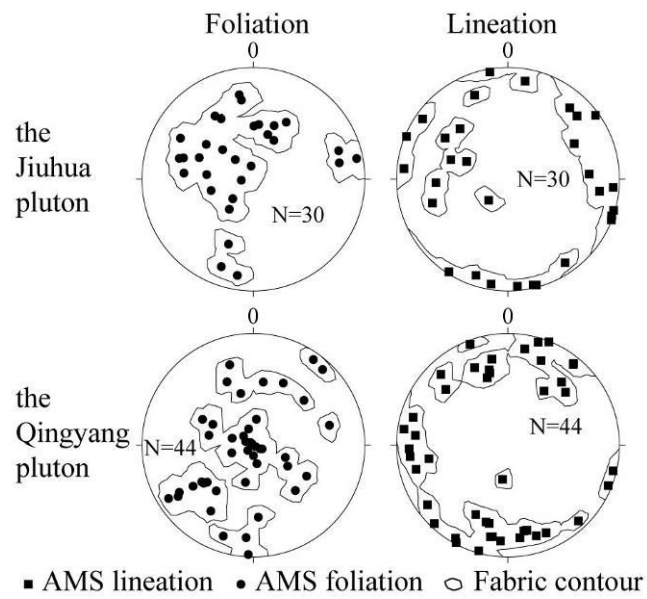 Foliation Lineation
0 0
the
Jiuhua
pluton
N=30 N=30
0 0
the
Qingyang
pluton
N=44 N=44
AMS lineation AMS foliation Fabric contour